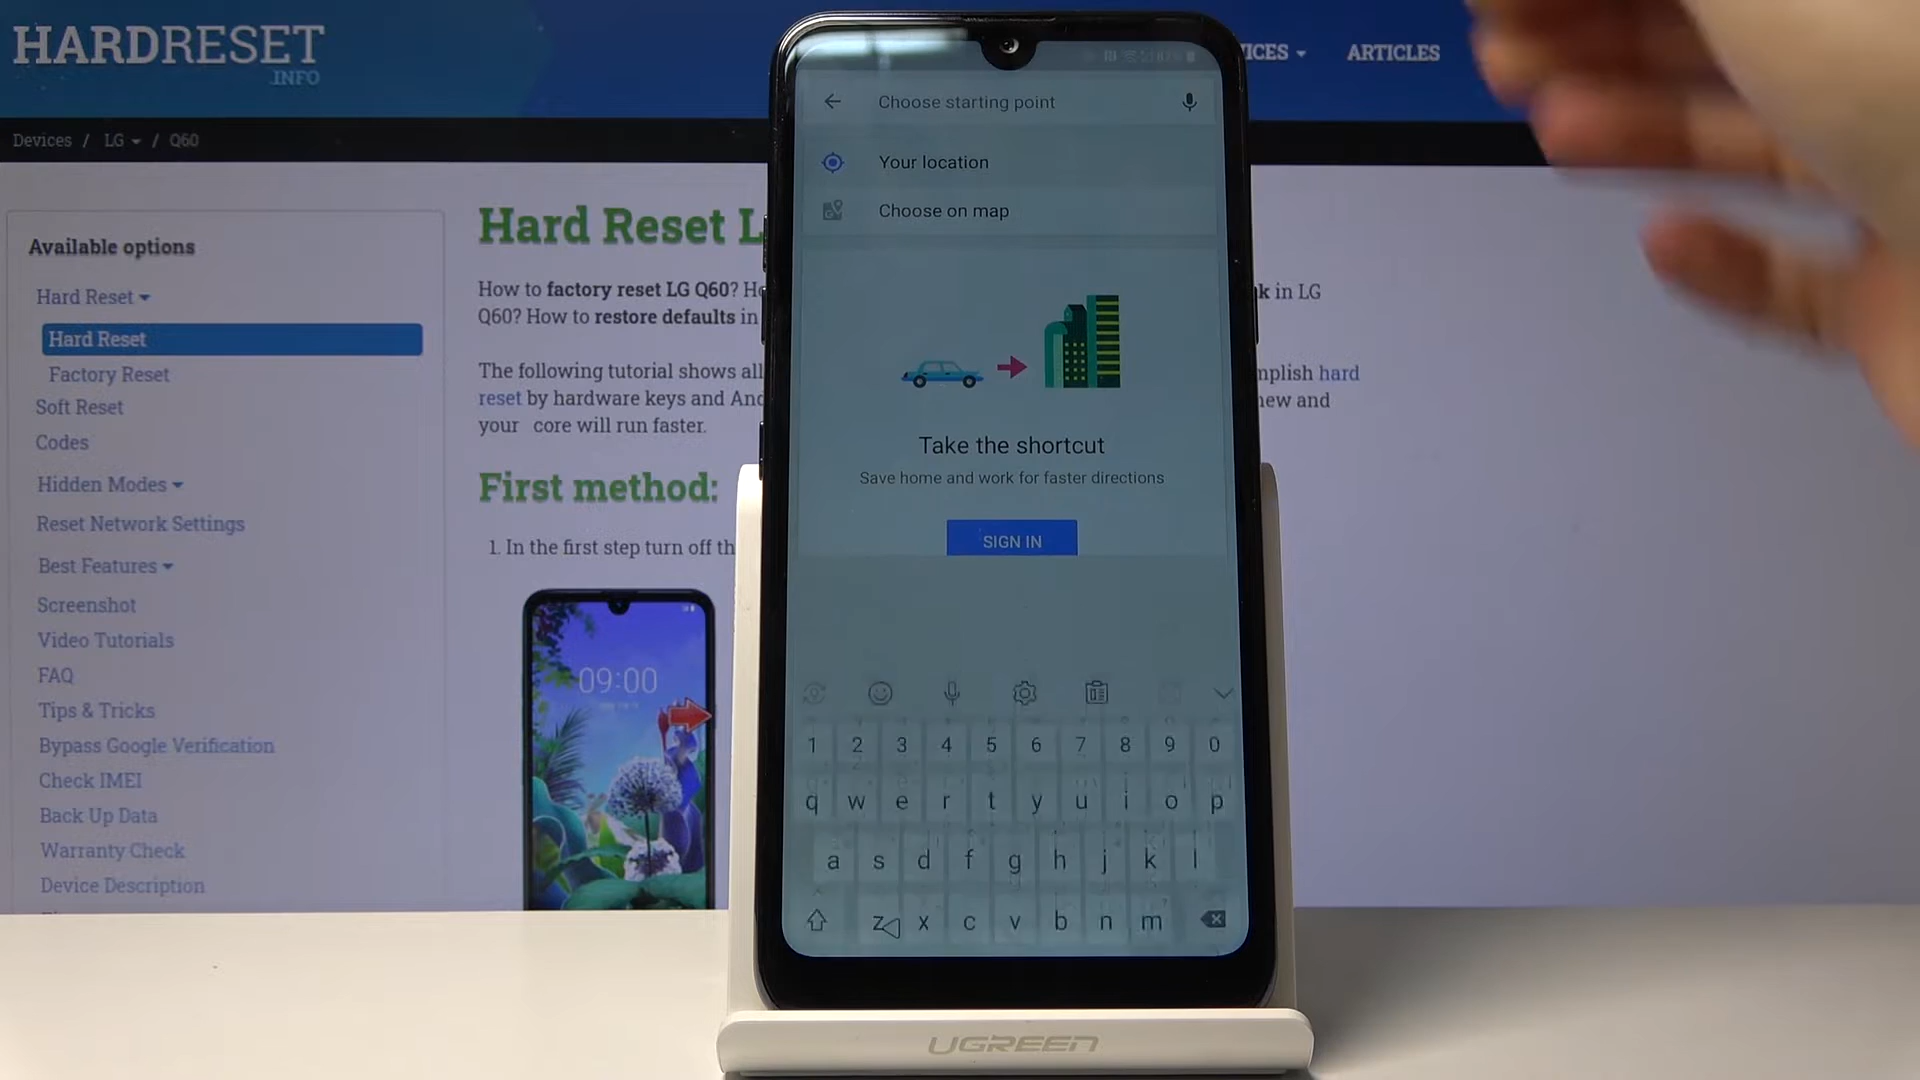 HARDRESET
.INFO
ARTICLES
Devices / LG / Q60
Available options
Hard Reset
Hard Reset
Factory Reset
Soft Reset
Codes
Hidden Modes
Reset Network Settings
Best Features
Screenshot
Video Tutorials
FAQ
Tips & Tricks
Bypass Google Verification
Check IMEI
Back Up Data
Warranty Check
Device Description
Hard Reset L
How to factory reset LG Q60?
in LG
Q60? How to restore defaults in
The following tutorial shows all
hard
reset by hardware keys and
and
your core will run faster.
First method:
1. In the first step turn off
09:00
Choose starting point
Your location
Choose on map
Take the shortcut
Save home and work for faster directions
SIGN IN
1 2 3 4 5 6 7 8 9 0
q w e r t y u i o p
a s d f g h j k l
z x c v b n m
UGREEN